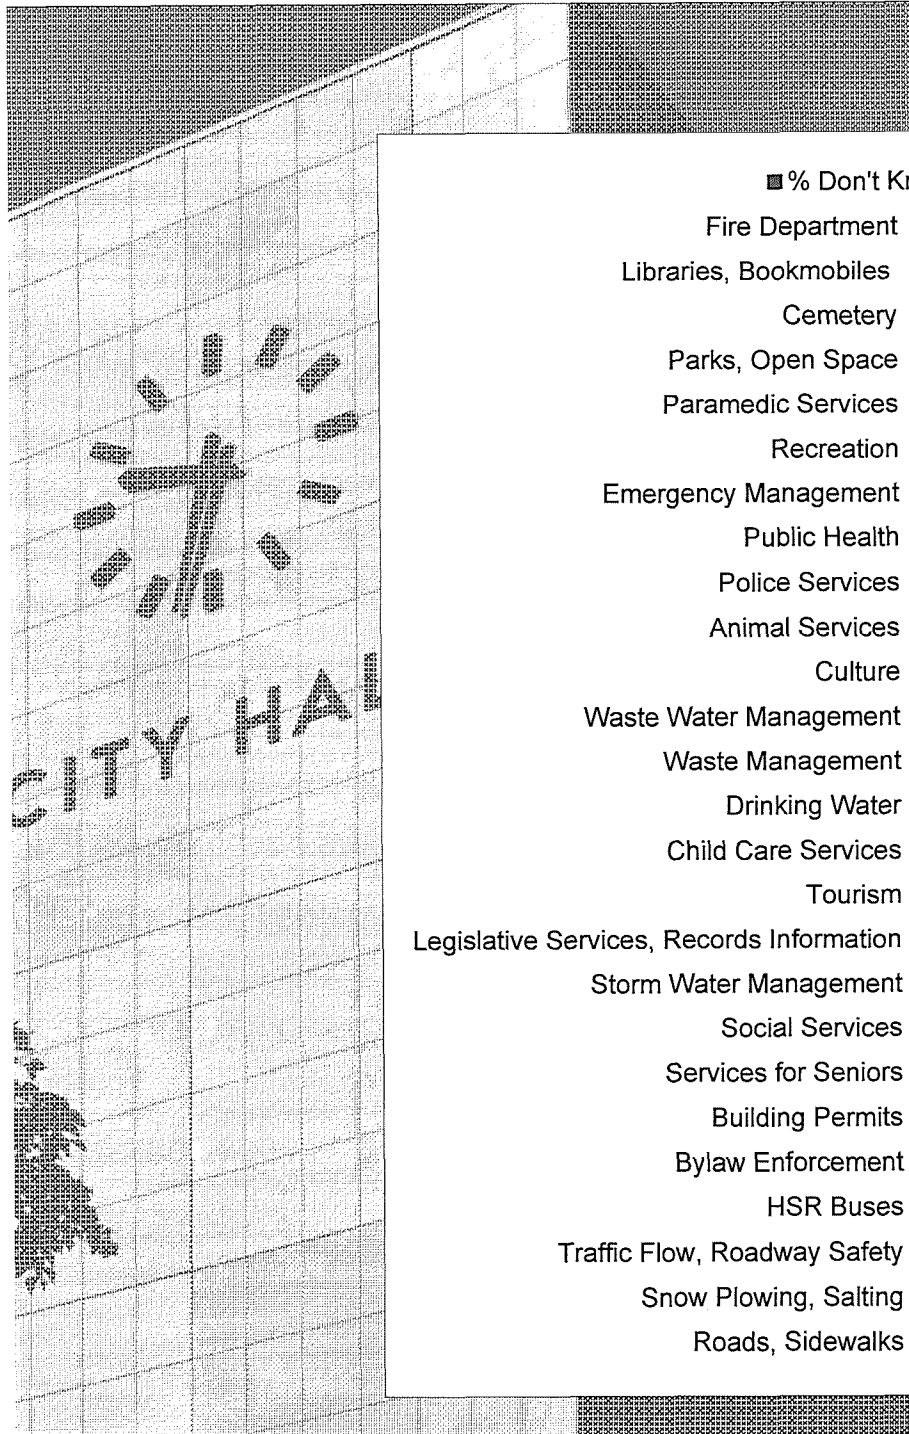 CITY HAL
■% Don't Kr
Fire Department
Libraries, Bookmobiles
Cemetery
Parks, Open Space
Paramedic Services
Recreation
Emergency Management
Public Health
Police Services
Animal Services
Culture
Waste Water Management
Waste Management
Drinking Water
Child Care Services
Tourism
Legislative Services, Records Information
Storm Water Management
Social Services
Services for Seniors
Building Permits
Bylaw Enforcement
HSR Buses
Traffic Flow, Roadway Safety
Snow Plowing, Salting
Roads, Sidewalks